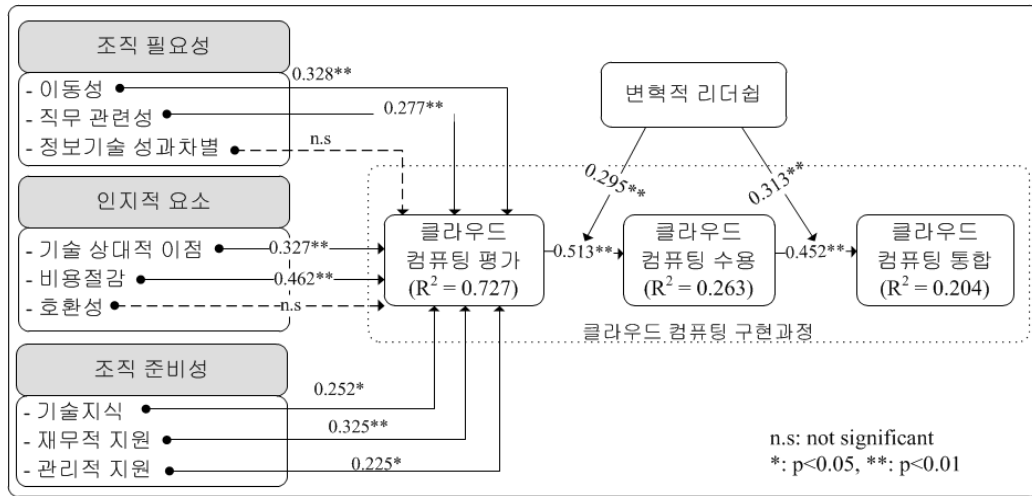 조직 필요성
- 이동성
- 직무 관련성
- 정보기술 성과차별
0.328**
0.277**
n.s
변혁적 리더쉽
0.295**
0.313**
인지적 요소
- 기술 상대적 이점
- 비용절감
- 호환성
0.327**
0.462**
n.s
클라우드
컴퓨팅 평가
(R² = 0.727)
0.513**
클라우드
컴퓨팅 수용
(R² = 0.263)
0.452**
클라우드
컴퓨팅 통합
(R² = 0.204)
클라우드 컴퓨팅 구현과정
조직 준비성
- 기술지식
- 재무적 지원
- 관리적 지원
0.252*
0.325**
0.225*
n.s: not significant
*: p<0.05, **: p<0.01